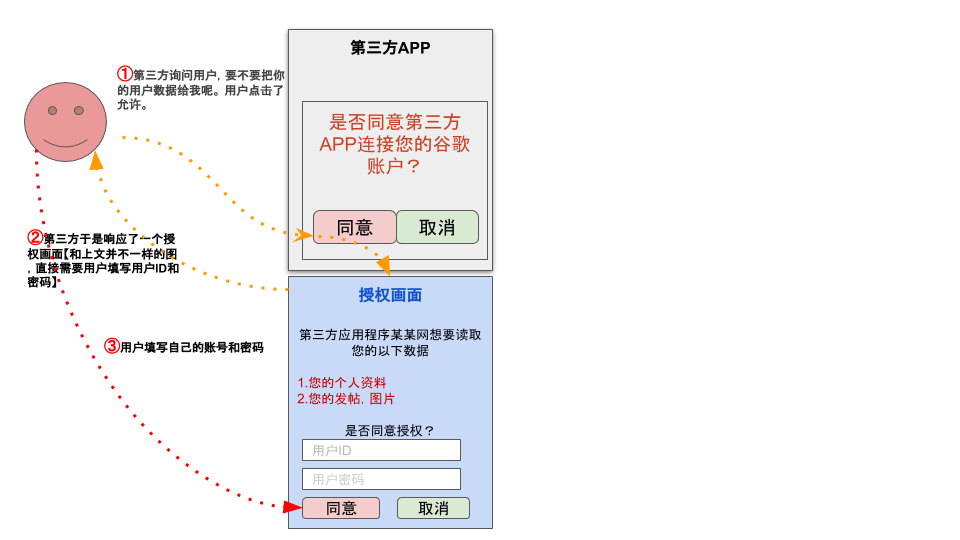 第三方APP
①第三方询问用户，要不要把你
的用户数据给我呢。用户点击了
允许。
是否同意第三方
APP连接您的谷歌
账户？
同意
取消
②第三方于是响应了一个授
权画面【和上文并不一样的图
，直接需要用户填写用户ID和
密码】
③用户填写自己的账号和密码
授权画面
第三方应用程序某某网想要读取
您的以下数据
1.您的个人资料
2.您的发帖，图片
是否同意授权？
用户ID
用户密码
同意
取消